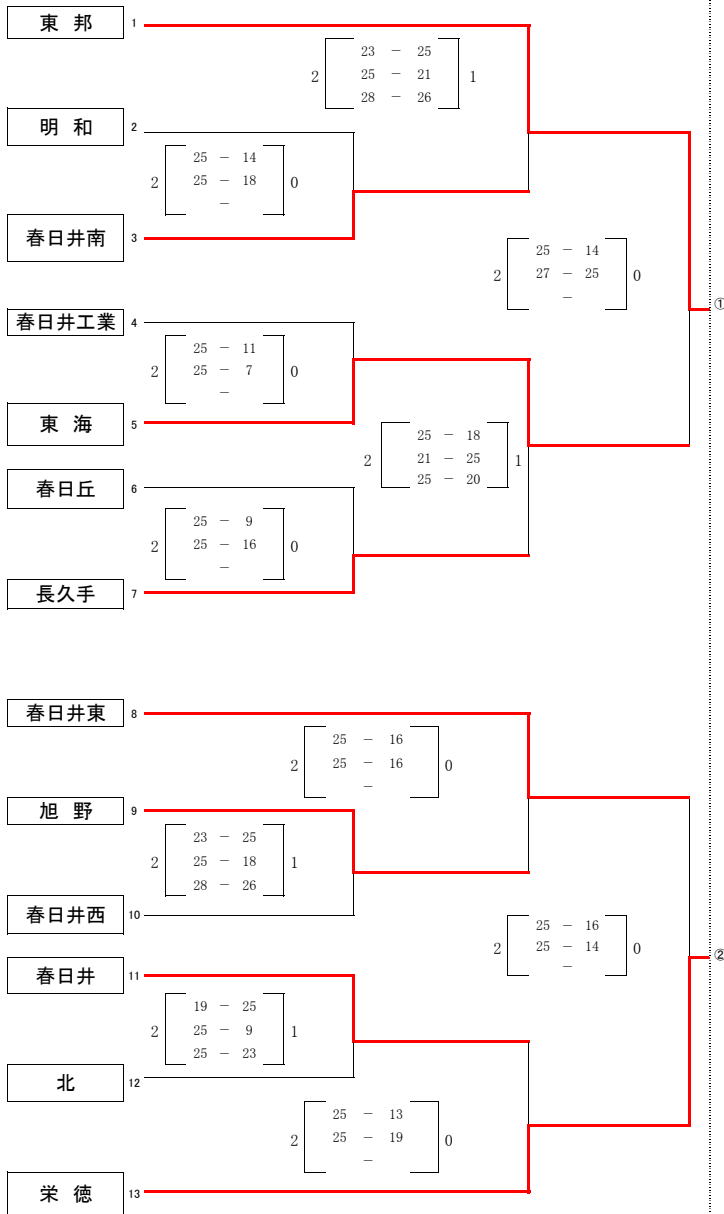 東 邦 1
23 － 25
2 25 － 21 1
28 － 26
明 和 2
25 － 14
2 25 － 18 0
－
春日井南 3
25 － 14
2 27 － 25 0
－
①
春日井工業 4
25 － 11
2 25 － 7 0
－
東 海 5
25 － 18
2 21 － 25 1
25 － 20
春日丘 6
25 － 9
2 25 － 16 0
－
長久手 7
春日井東 8
25 － 16
2 25 － 16 0
－
旭 野 9
23 － 25
2 25 － 18 1
28 － 26
春日井西 10
25 － 16
2 25 － 14 0
－
②
春日井 11
19 － 25
2 25 － 9 1
25 － 23
北 12
25 － 13
2 25 － 19 0
－
栄 徳 13